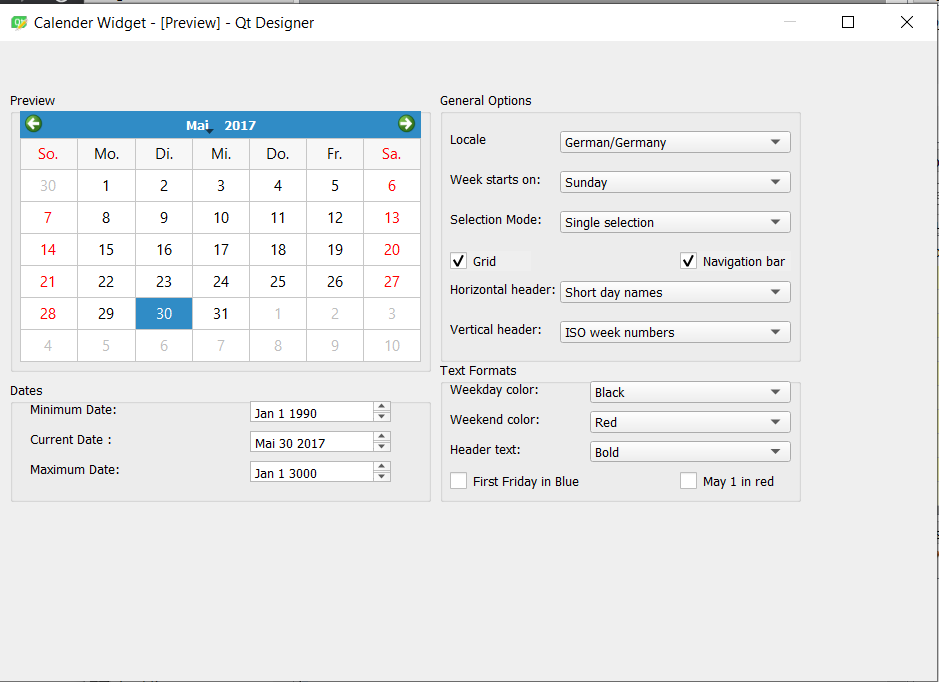 Calender Widget - [Preview] - Qt Designer
Preview
Mai 2017
So. Mo. Di. Mi. Do. Fr. Sa.
30 1 2 3 4 5 6
7 8 9 10 11 12 13
14 15 16 17 18 19 20
21 22 23 24 25 26 27
28 29 30 31 1 2 3
4 5 6 7 8 9 10
Dates
Minimum Date: Jan 1 1990
Current Date : Mai 30 2017
Maximum Date: Jan 1 3000
General Options
Locale German/Germany
Week starts on: Sunday
Selection Mode: Single selection
Grid Navigation bar
Horizontal header: Short day names
Vertical header: ISO week numbers
Text Formats
Weekday color: Black
Weekend color: Red
Header text: Bold
First Friday in Blue May 1 in red